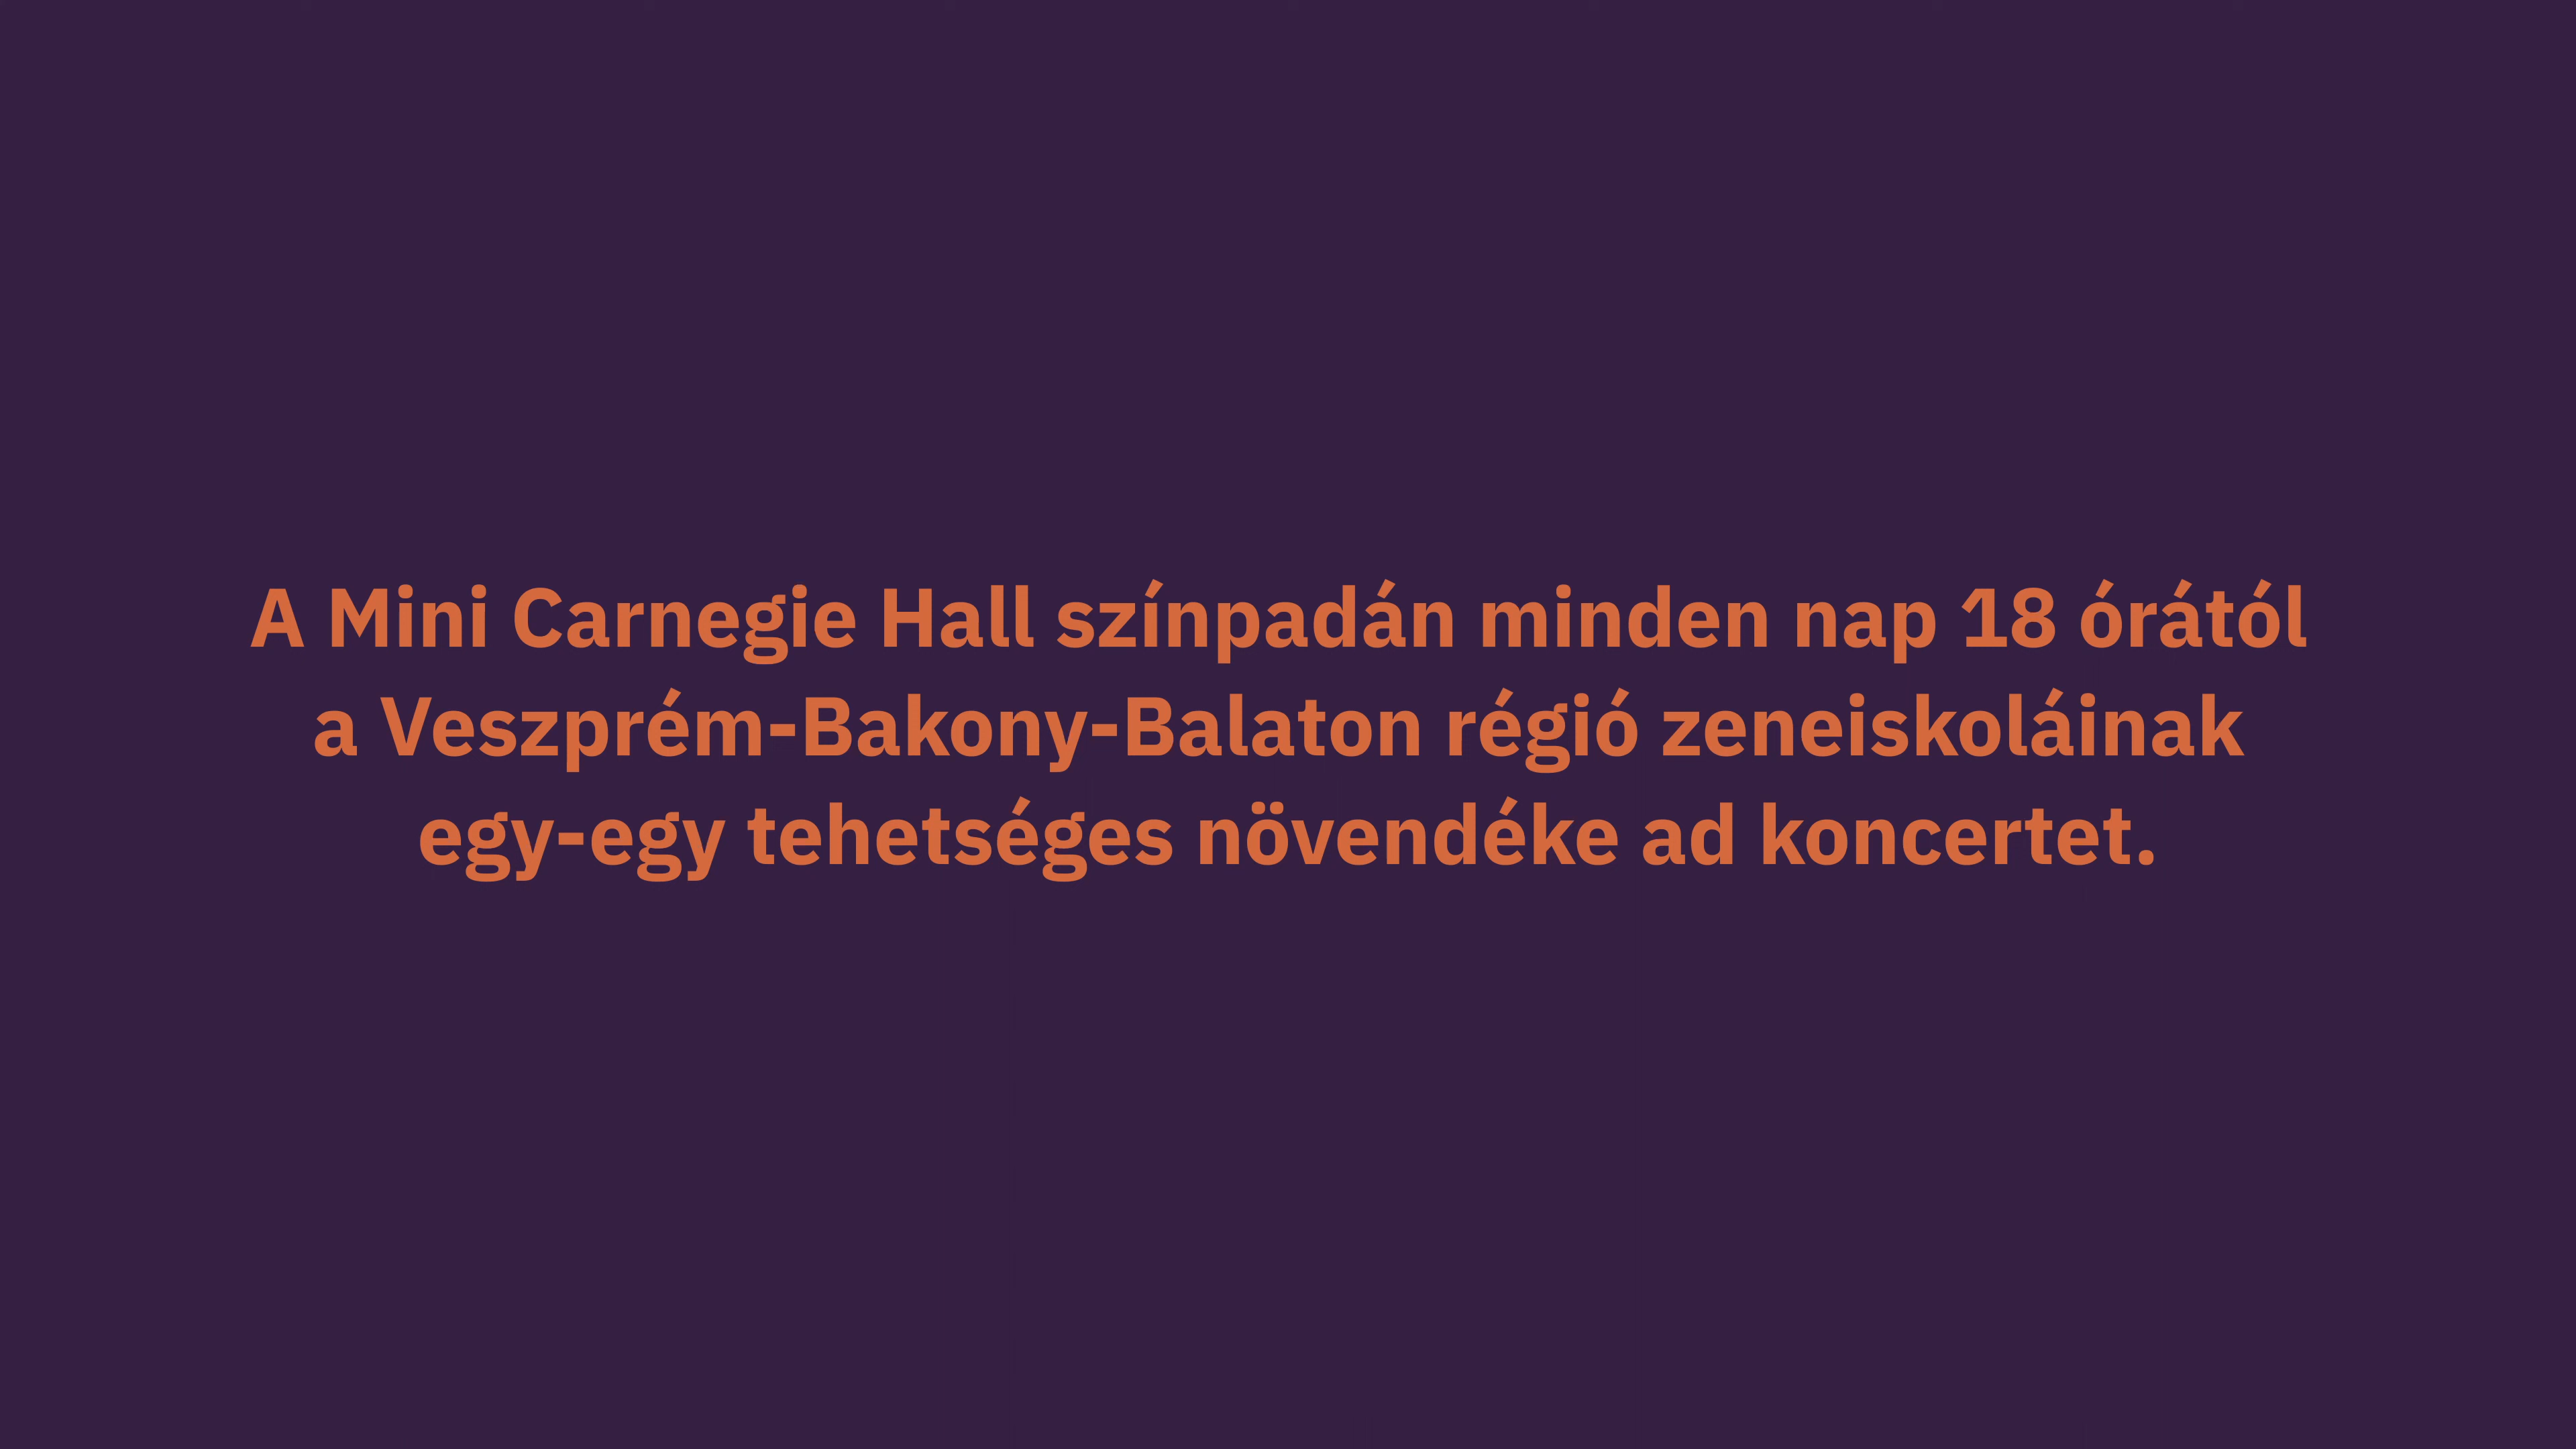 A Mini Carnegie Hall színpadán minden nap 18 órától
a Veszprém-Bakony-Balaton régió zeneiskoláinak
egy-egy tehetséges növendéke ad koncertet.